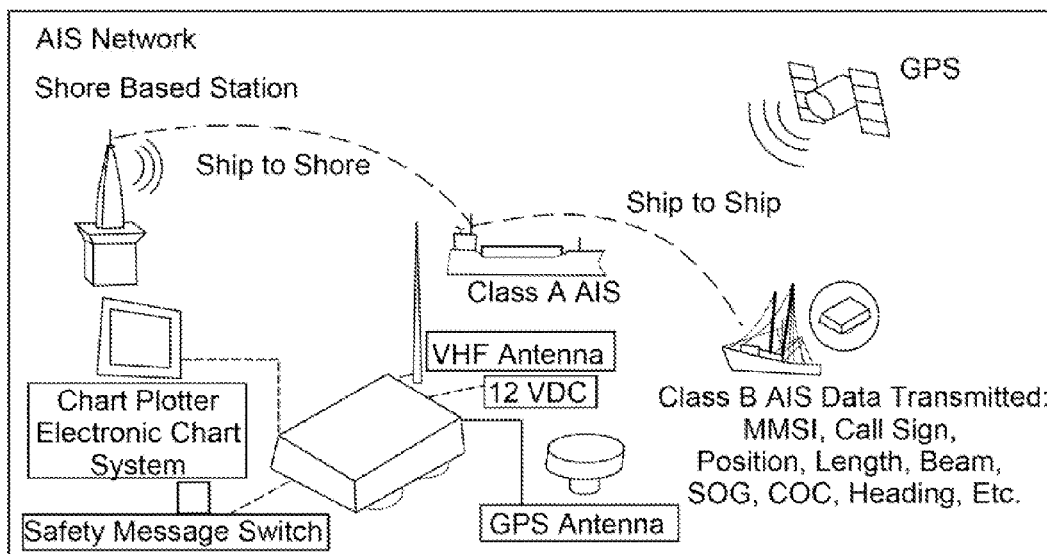 AIS Network
Shore Based Station
GPS
Ship to Shore
Ship to Ship
Class A AIS
VHF Antenna
12 VDC
Chart Plotter
Electronic Chart
System
Safety Message Switch
GPS Antenna
Class B AIS Data Transmitted:
MMSI, Call Sign,
Position, Length, Beam,
SOG, COC, Heading, Etc.